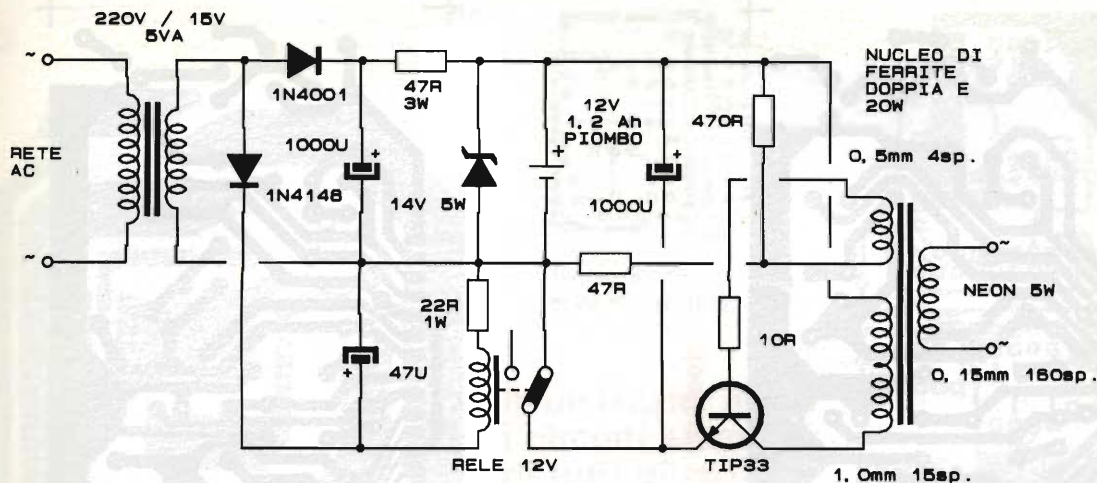 220V / 15V
5VA
~
~
RETE
AC
1N4001
1N4148
1000U
+
47R
3W
14V 5W
12V
1.2 Ah
PIOMBO
+
+
1000U
470R
NUCLEO DI
FERRITE
DOPPIA E
20W
0,5mm 4sp.
47R
22R
1W
+
47U
10R
~
NEON 5W
~
0,15mm 160sp.
RELE 12V
TIP33
1,0mm 15sp.